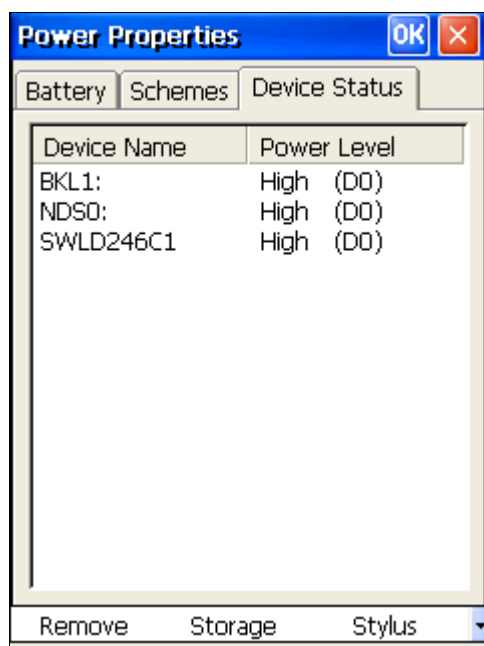 Power Properties OK
Battery Schemes Device Status
Device Name Power Level
BKL1: High (D0)
NDS0: High (D0)
SWLD246C1 High (D0)
Remove Storage Stylus